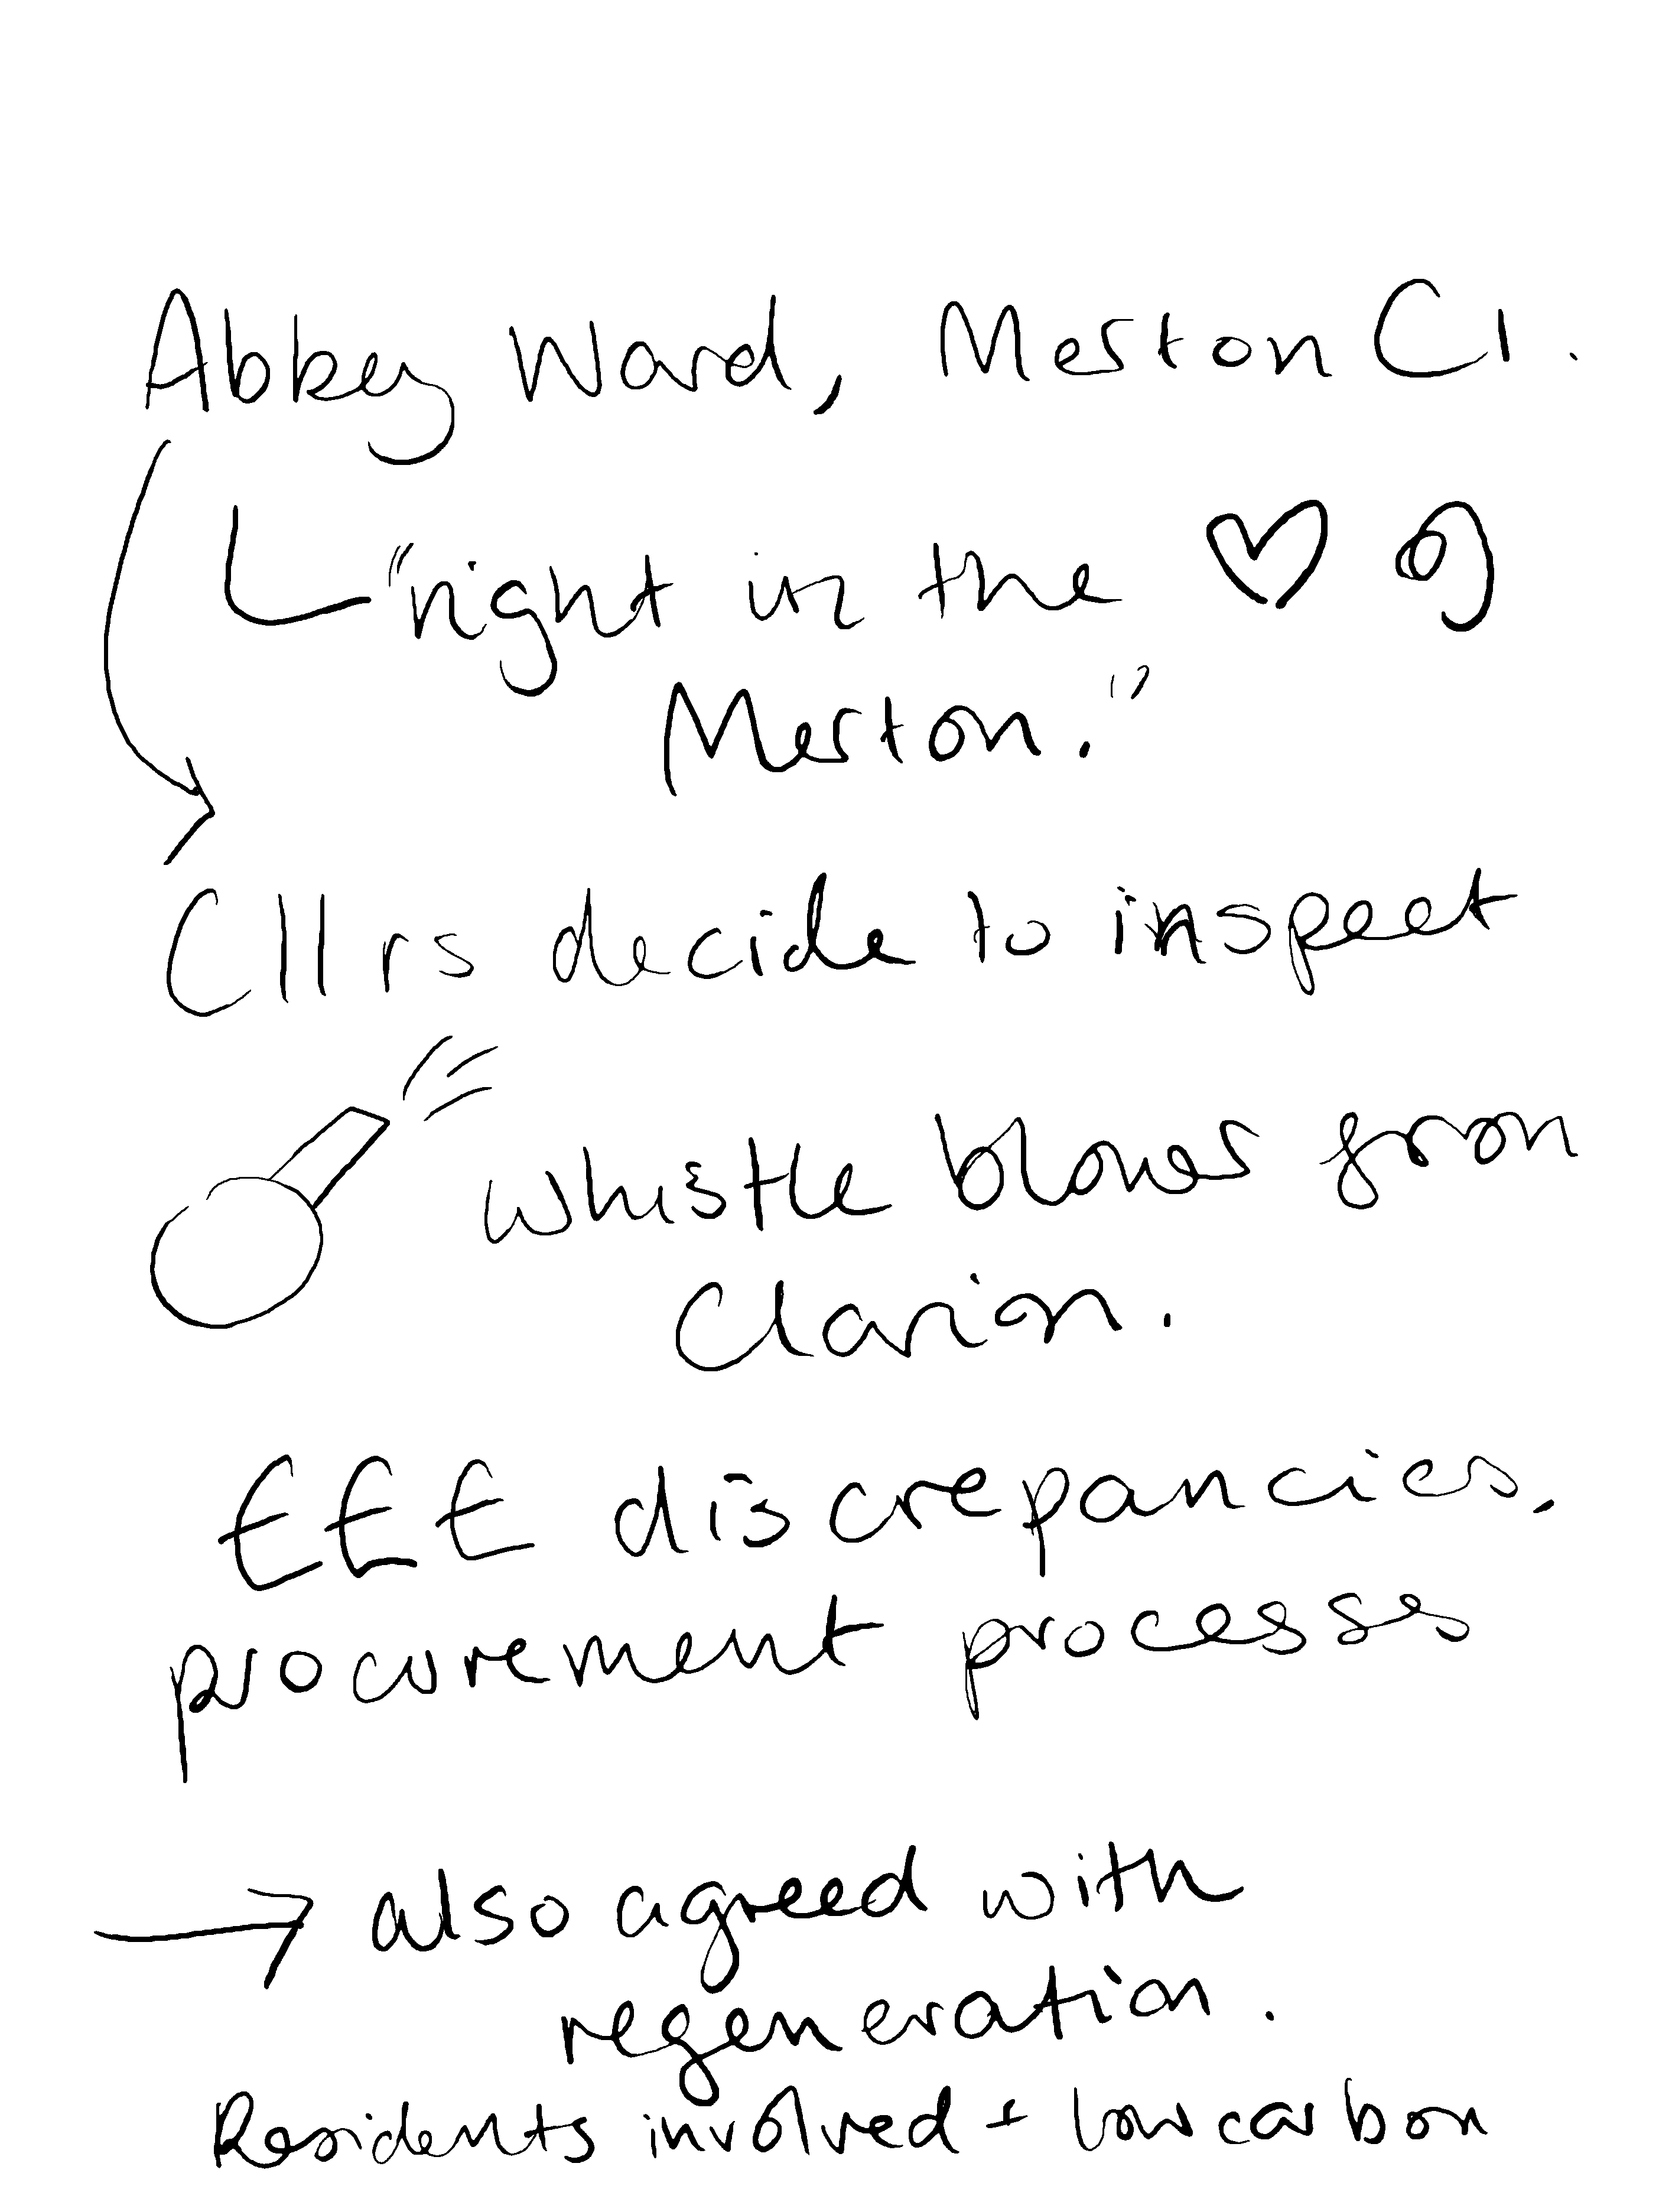 Abbey Ward, Merton Cl.
"right in the ♡ of
Merton."
Cllrs decide to inspect
whistle blower from
Clarion.
£££ discrepancies.
procurement processes
→ also agreed with
regeneration.
Residents involved + low carbon